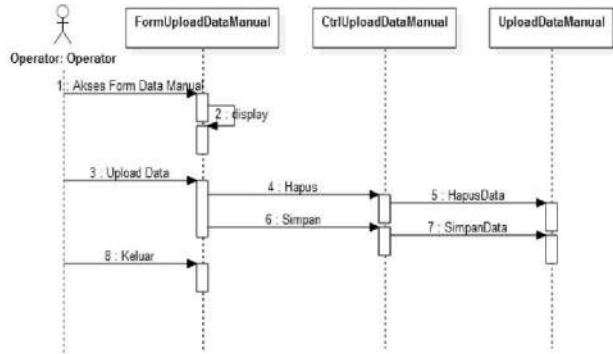 FormUploadDataManual
CtrlUploadDataManual
UploadDataManual
Operator: Operator
1 : Akses Form Data Manual
2 : display
3 : Upload Data
4 : Hapus
5 : HapusData
6 : Simpan
7 : SimpanData
8 : Keluar